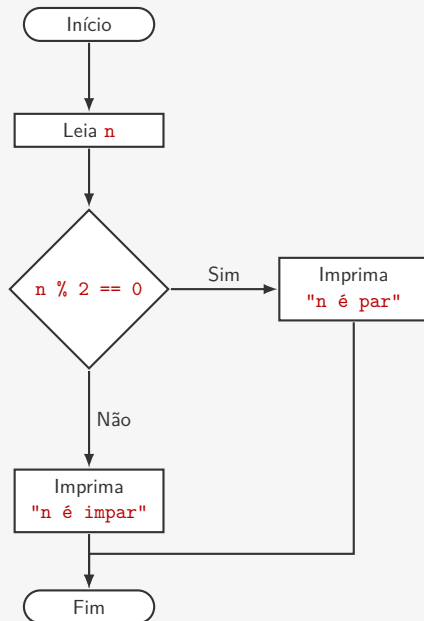 Início
Leia n
n % 2 == 0
Sim
Imprima
"n é par"
Não
Imprima
"n é impar"
Fim